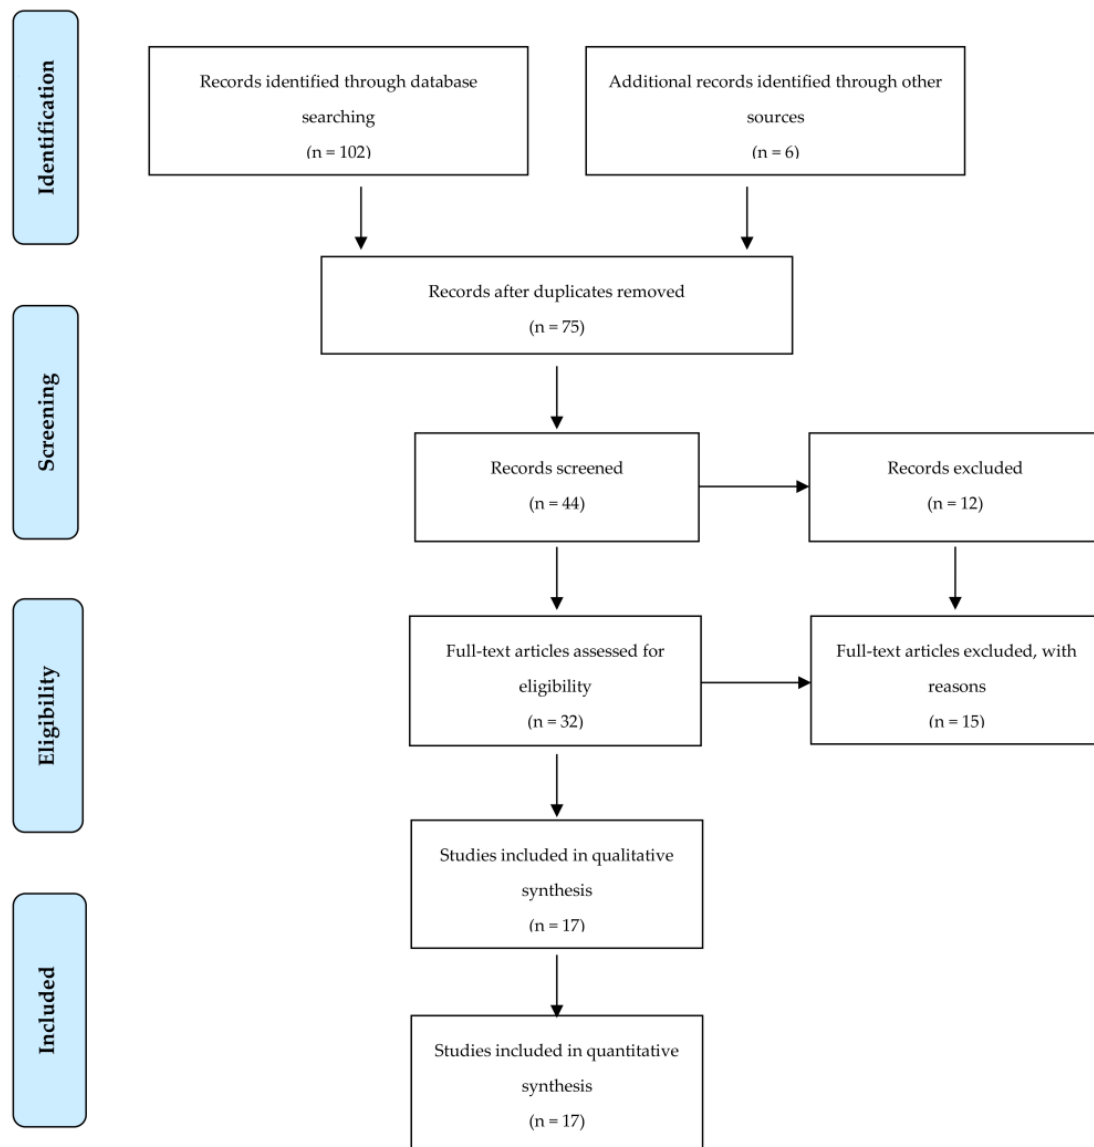 Identification
Records identified through database
searching
(n = 102)
Additional records identified through other
sources
(n = 6)
Records after duplicates removed
(n = 75)
Screening
Records screened
(n = 44)
Records excluded
(n = 12)
Eligibility
Full-text articles assessed for
eligibility
(n = 32)
Full-text articles excluded, with
reasons
(n = 15)
Studies included in qualitative
synthesis
(n = 17)
Included
Studies included in quantitative
synthesis
(n = 17)